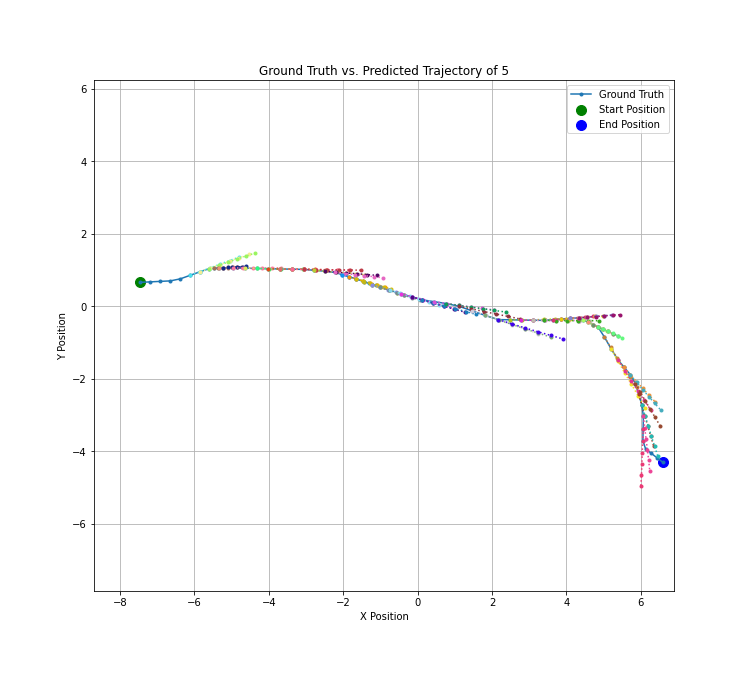 Ground Truth vs. Predicted Trajectory of 5
Ground Truth
Start Position
End Position
6
4
2
0
−2
−4
−6
Y Position
−8 −6 −4 −2 0 2 4 6
X Position